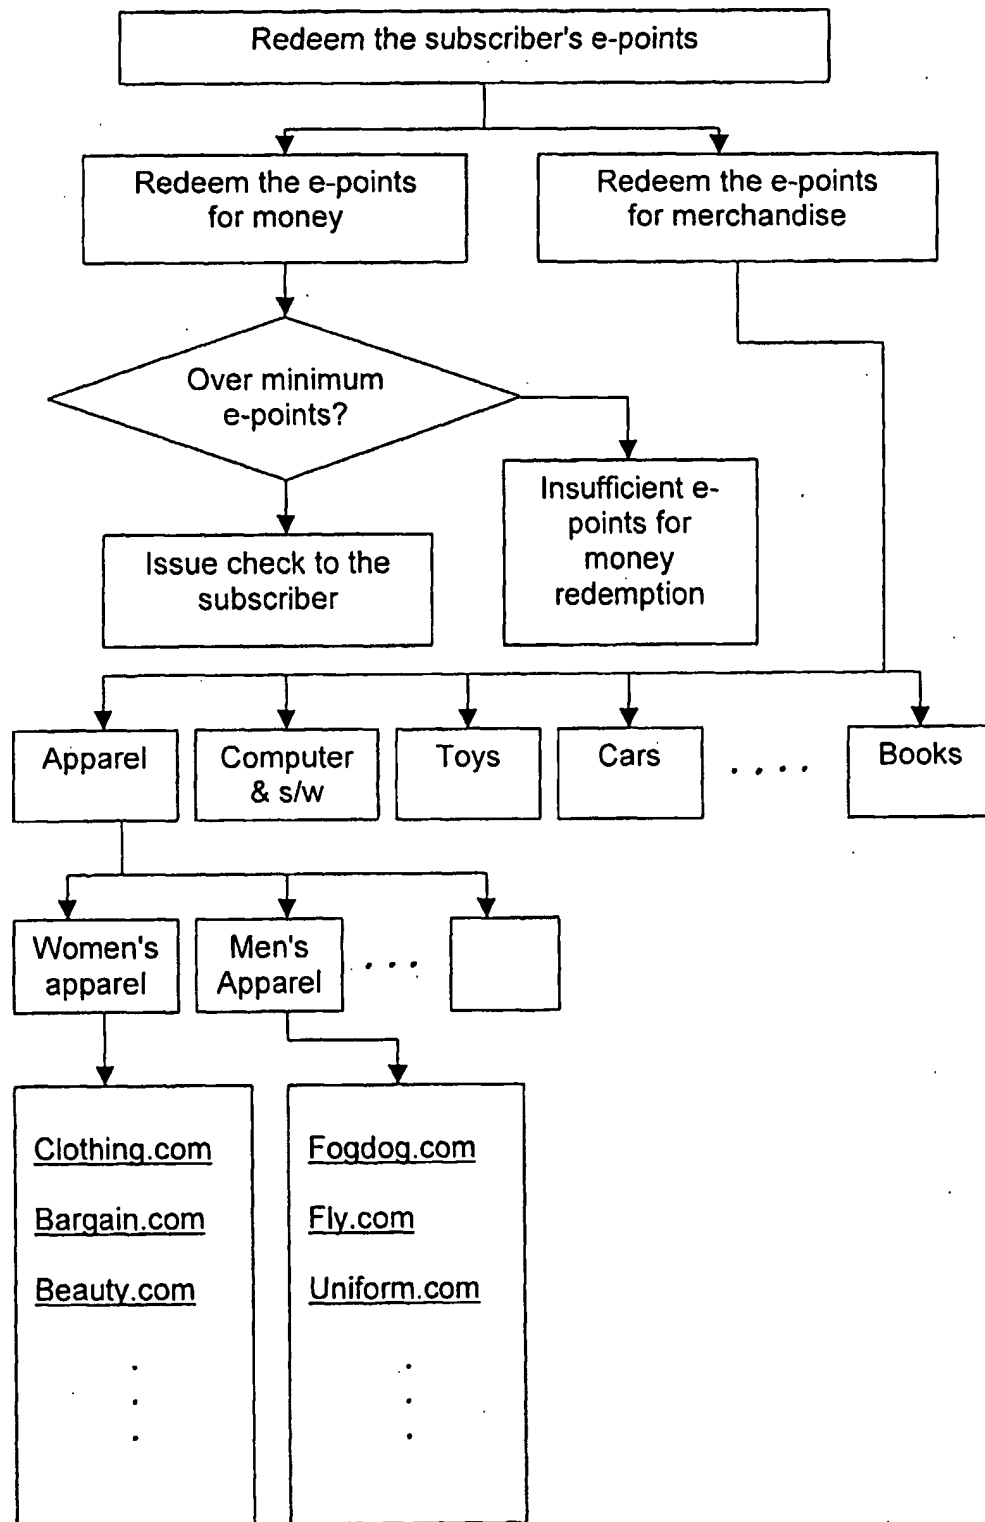 Redeem the subscriber's e-points
Redeem the e-points
for money
Redeem the e-points
for merchandise
Over minimum
e-points?
Insufficient e-
points for
money
redemption
Issue check to the
subscriber
Apparel
Computer
& s/w
Toys
Cars
. . . .
Books
Women's
apparel
Men's
Apparel
. . .
Clothing.com
Bargain.com
Beauty.com
.
.
.
Fogdog.com
Fly.com
Uniform.com
.
.
.